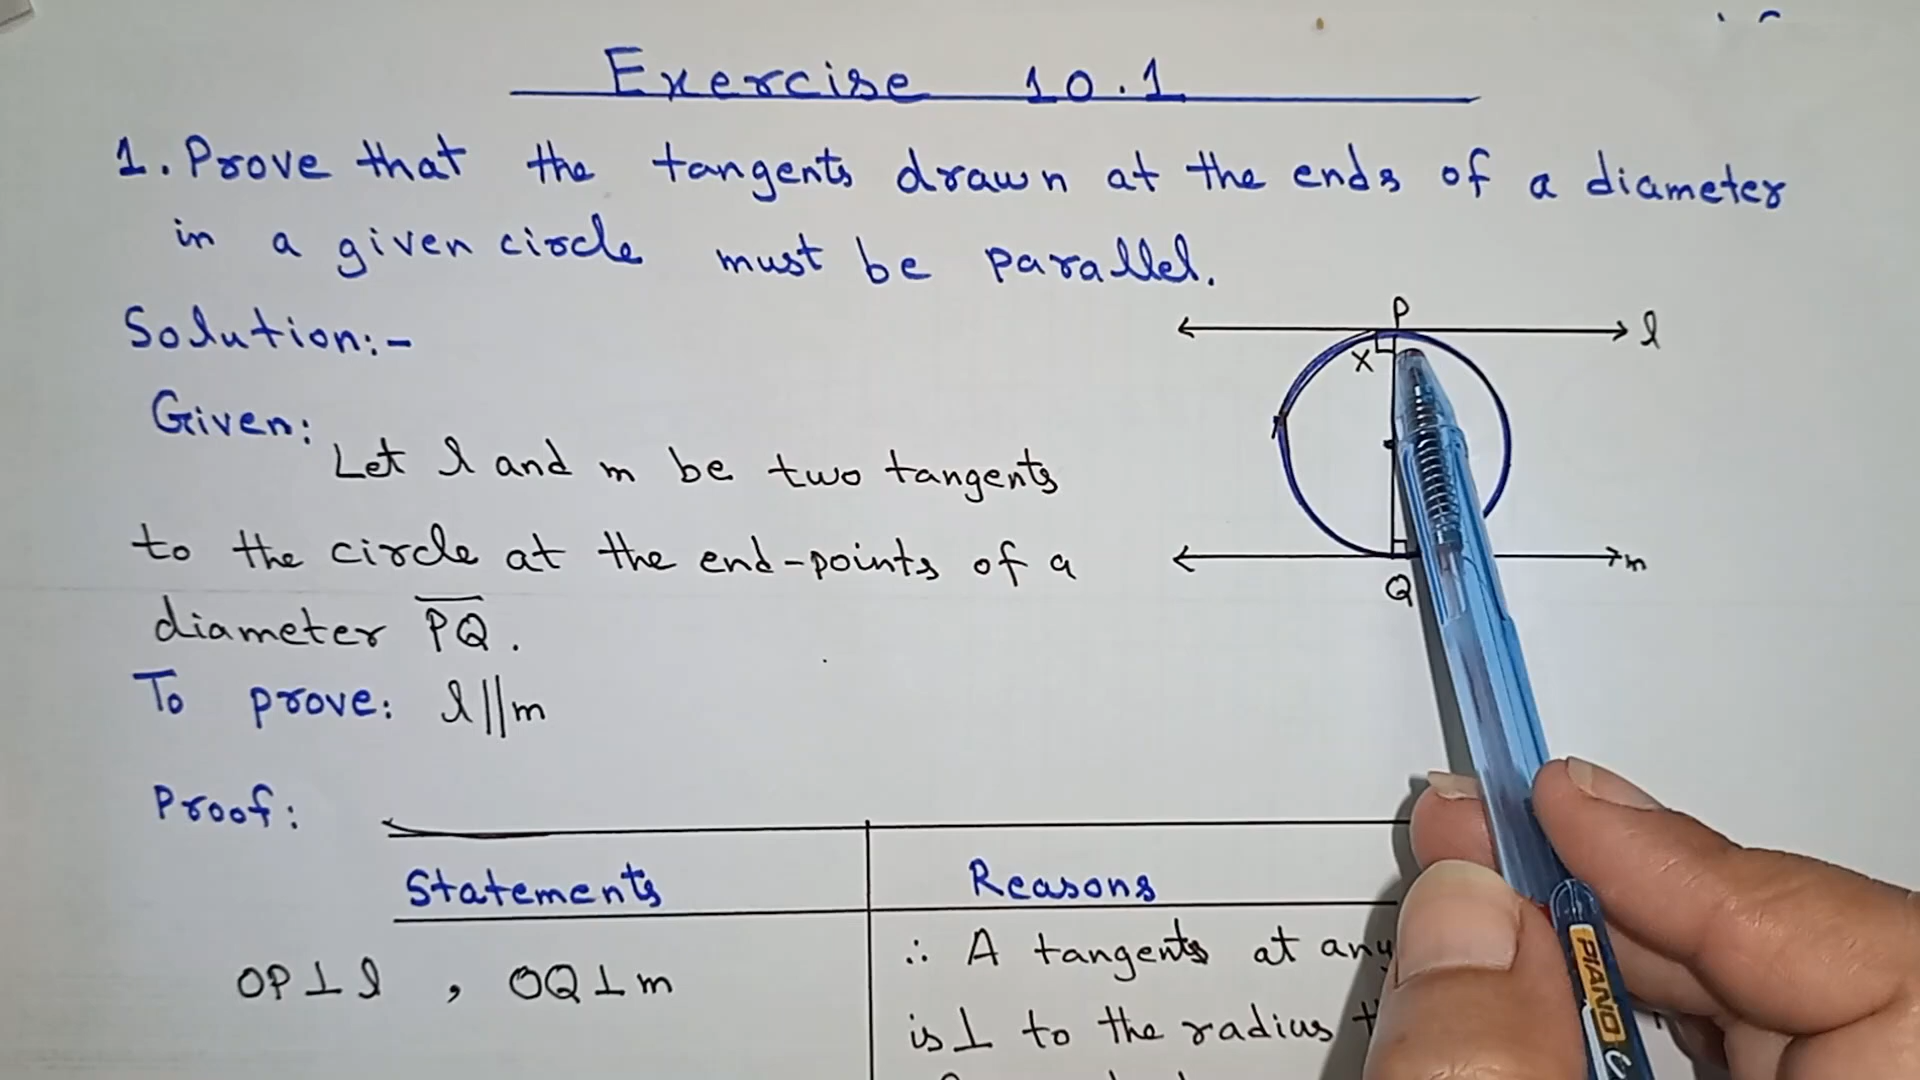 Exercise 10.1
1. Prove that the tangents drawn at the ends of a diameter
in a given circle must be parallel.
Solution:-
P
l
X
m
Q
Given:
Let l and m be two tangents
to the circle at the end-points of a
diameter PQ.
To prove: l||m
Proof:
Statements Reasons
OP⊥l , OQ⊥m
∴ A tangents at any
is ⊥ to the radius
PIANO